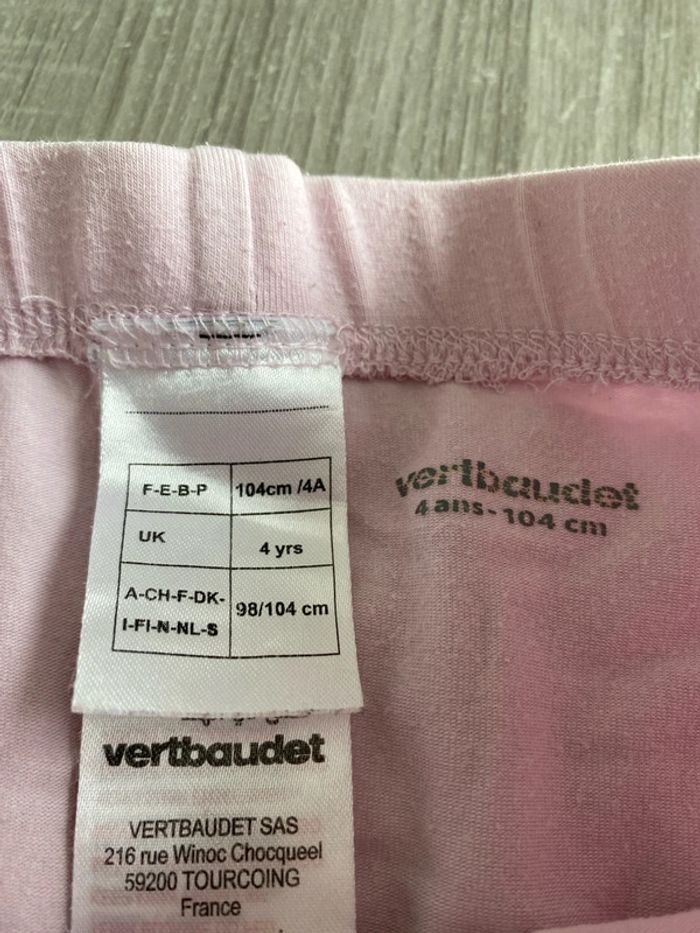 F-E-B-P 104cm /4A
UK 4 yrs
A-CH-F-DK-
I-FI-N-NL-S 98/104 cm
vertbaudet
4 ans - 104 cm
vertbaudet
VERTBAUDET SAS
216 rue Winoc Chocqueel
59200 TOURCOING
France